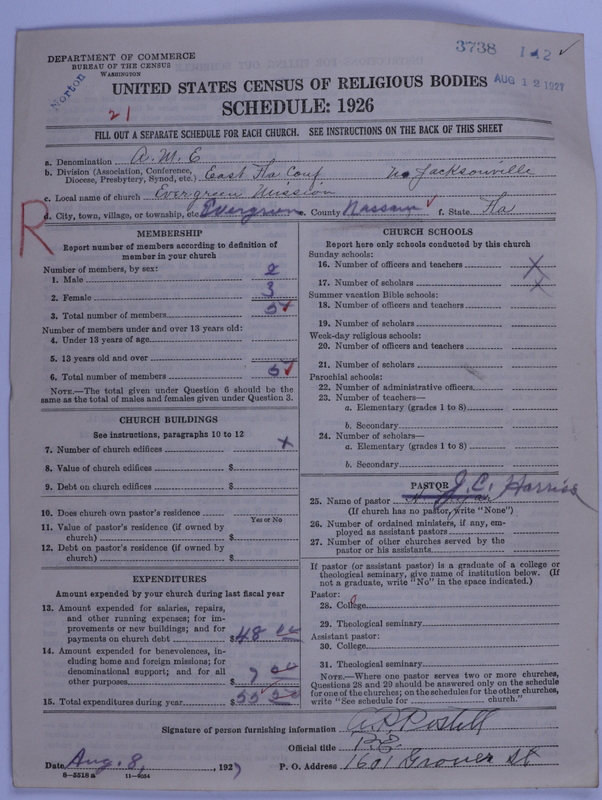 3738 1-2 ✓
DEPARTMENT OF COMMERCE
BUREAU OF THE CENSUS
WASHINGTON
Norton
AUG 12 1927
UNITED STATES CENSUS OF RELIGIOUS BODIES
21
SCHEDULE: 1926
FILL OUT A SEPARATE SCHEDULE FOR EACH CHURCH. SEE INSTRUCTIONS ON THE BACK OF THIS SHEET
a. Denomination A.M.E
b. Division (Association, Conference, Diocese, Presbytery, Synod, etc.) East Fla Conf Jacksonville
c. Local name of church Evergreen Mission
d. City, town, village, or township, etc. Evergreen e. County Nassau ✓ f. State Fla
R
MEMBERSHIP
Report number of members according to definition of
member in your church
Number of members, by sex:
1. Male 2
2. Female 3
3. Total number of members 5 ✓
Number of members under and over 13 years old:
4. Under 13 years of age
5. 13 years old and over
6. Total number of members 5 ✓
NOTE.—The total given under Question 6 should be the
same as the total of males and females given under Question 3.
CHURCH BUILDINGS
See instructions, paragraphs 10 to 12
7. Number of church edifices x
8. Value of church edifices $
9. Debt on church edifices $
10. Does church own pastor's residence
Yes or No
11. Value of pastor's residence (if owned by
church) $
12. Debt on pastor's residence (if owned by
church) $
EXPENDITURES
Amount expended by your church during last fiscal year
13. Amount expended for salaries, repairs,
and other running expenses; for im-
provements or new buildings; and for
payments on church debt $48 00
14. Amount expended for benevolences, in-
cluding home and foreign missions; for
denominational support; and for all
other purposes $ 7 00
15. Total expenditures during year $55 00
CHURCH SCHOOLS
Report here only schools conducted by this church
Sunday schools:
16. Number of officers and teachers X
17. Number of scholars X
Summer vacation Bible schools:
18. Number of officers and teachers
19. Number of scholars
Week-day religious schools:
20. Number of officers and teachers
21. Number of scholars
Parochial schools:
22. Number of administrative officers
23. Number of teachers—
a. Elementary (grades 1 to 8)
b. Secondary
24. Number of scholars—
a. Elementary (grades 1 to 8)
b. Secondary
PASTOR J.C. Harris
25. Name of pastor
(If church has no pastor, write "None")
26. Number of ordained ministers, if any, em-
ployed as assistant pastors
27. Number of other churches served by the
pastor or his assistants
If pastor (or assistant pastor) is a graduate of a college or
theological seminary, give name of institution below. (If
not a graduate, write "No" in the space indicated.)
Pastor:
28. College
29. Theological seminary
Assistant pastor:
30. College
31. Theological seminary
NOTE.—Where one pastor serves two or more churches,
Questions 28 and 29 should be answered only on the schedule
for one of the churches; on the schedules for the other churches,
write "See schedule for church."
Signature of person furnishing information
Official title P.E.
Date Aug. 8, 1927 P. O. Address 1601 Grover St
8—5518a 11—9054